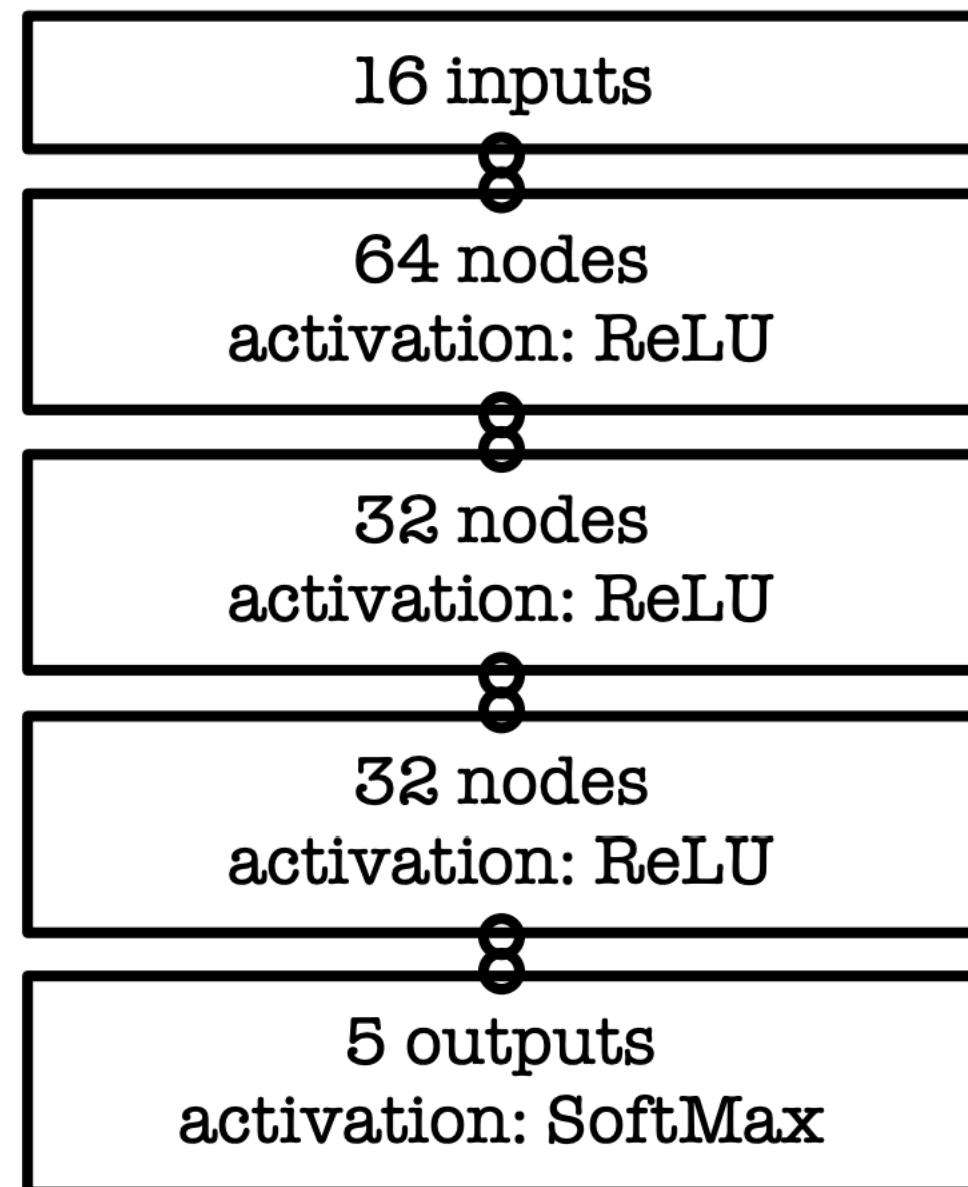 16 inputs
64 nodes
activation: ReLU
32 nodes
activation: ReLU
32 nodes
activation: ReLU
5 outputs
activation: SoftMax